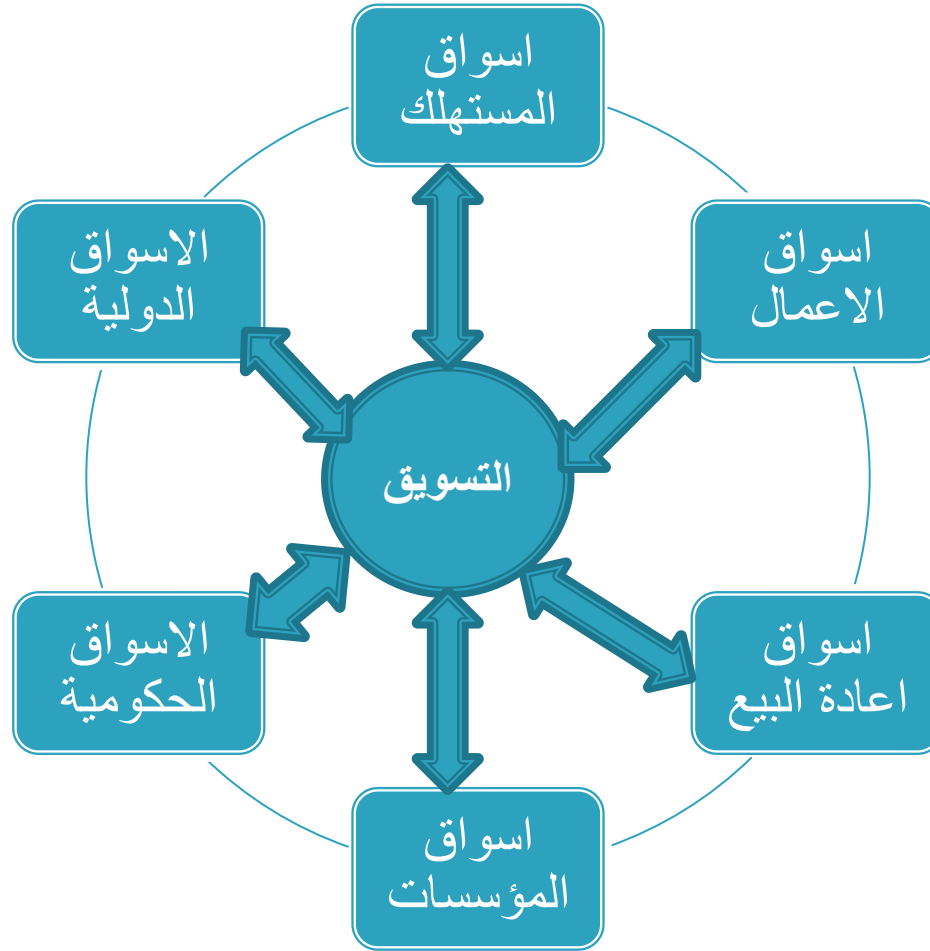 اسواق
المستهلك
اسواق
الاعمال
الاسواق
الدولية
التسويق
اسواق
اعادة البيع
الاسواق
الحكومية
اسواق
المؤسسات